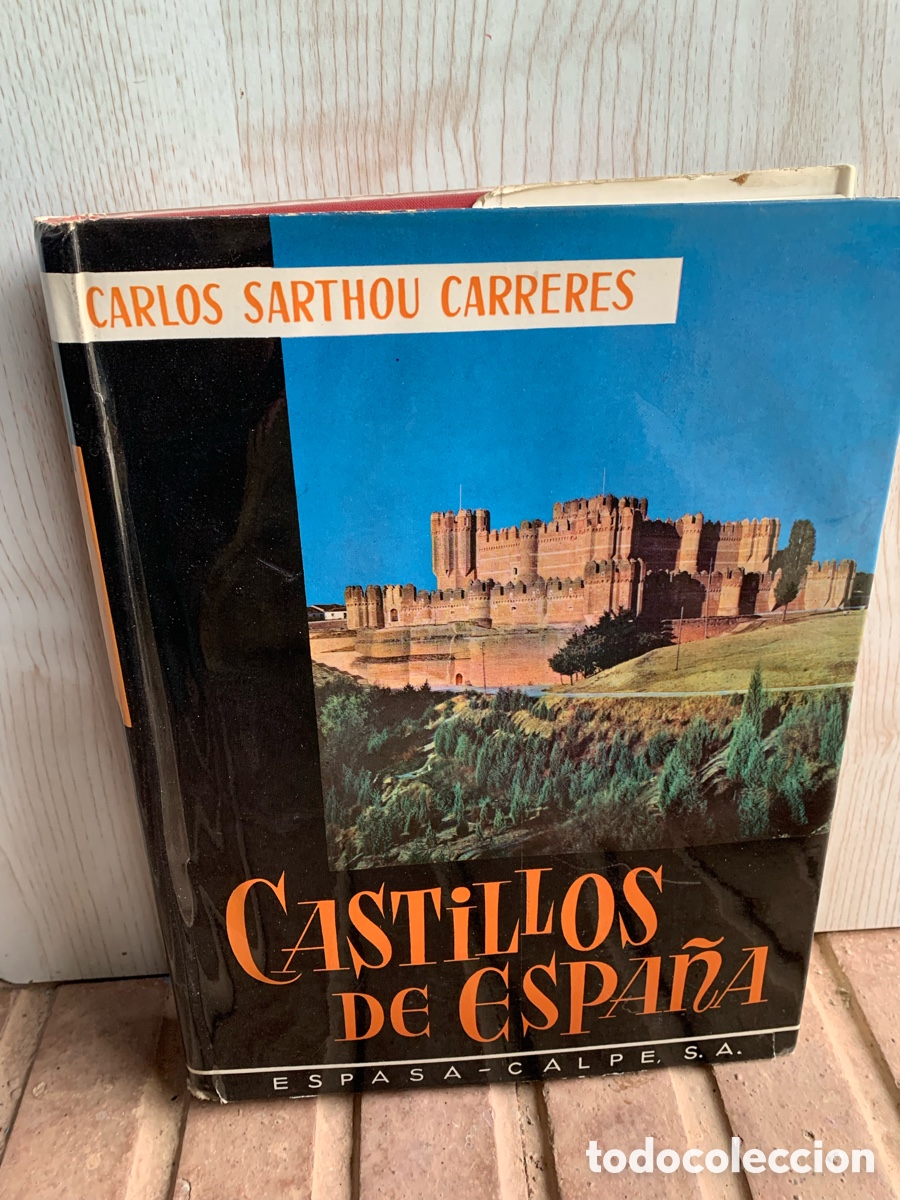 CARLOS SARTHOU CARRERES
CASTiLLOS
DE ESPAÑA
ESPASA-CALPE, S.A.
todocoleccion